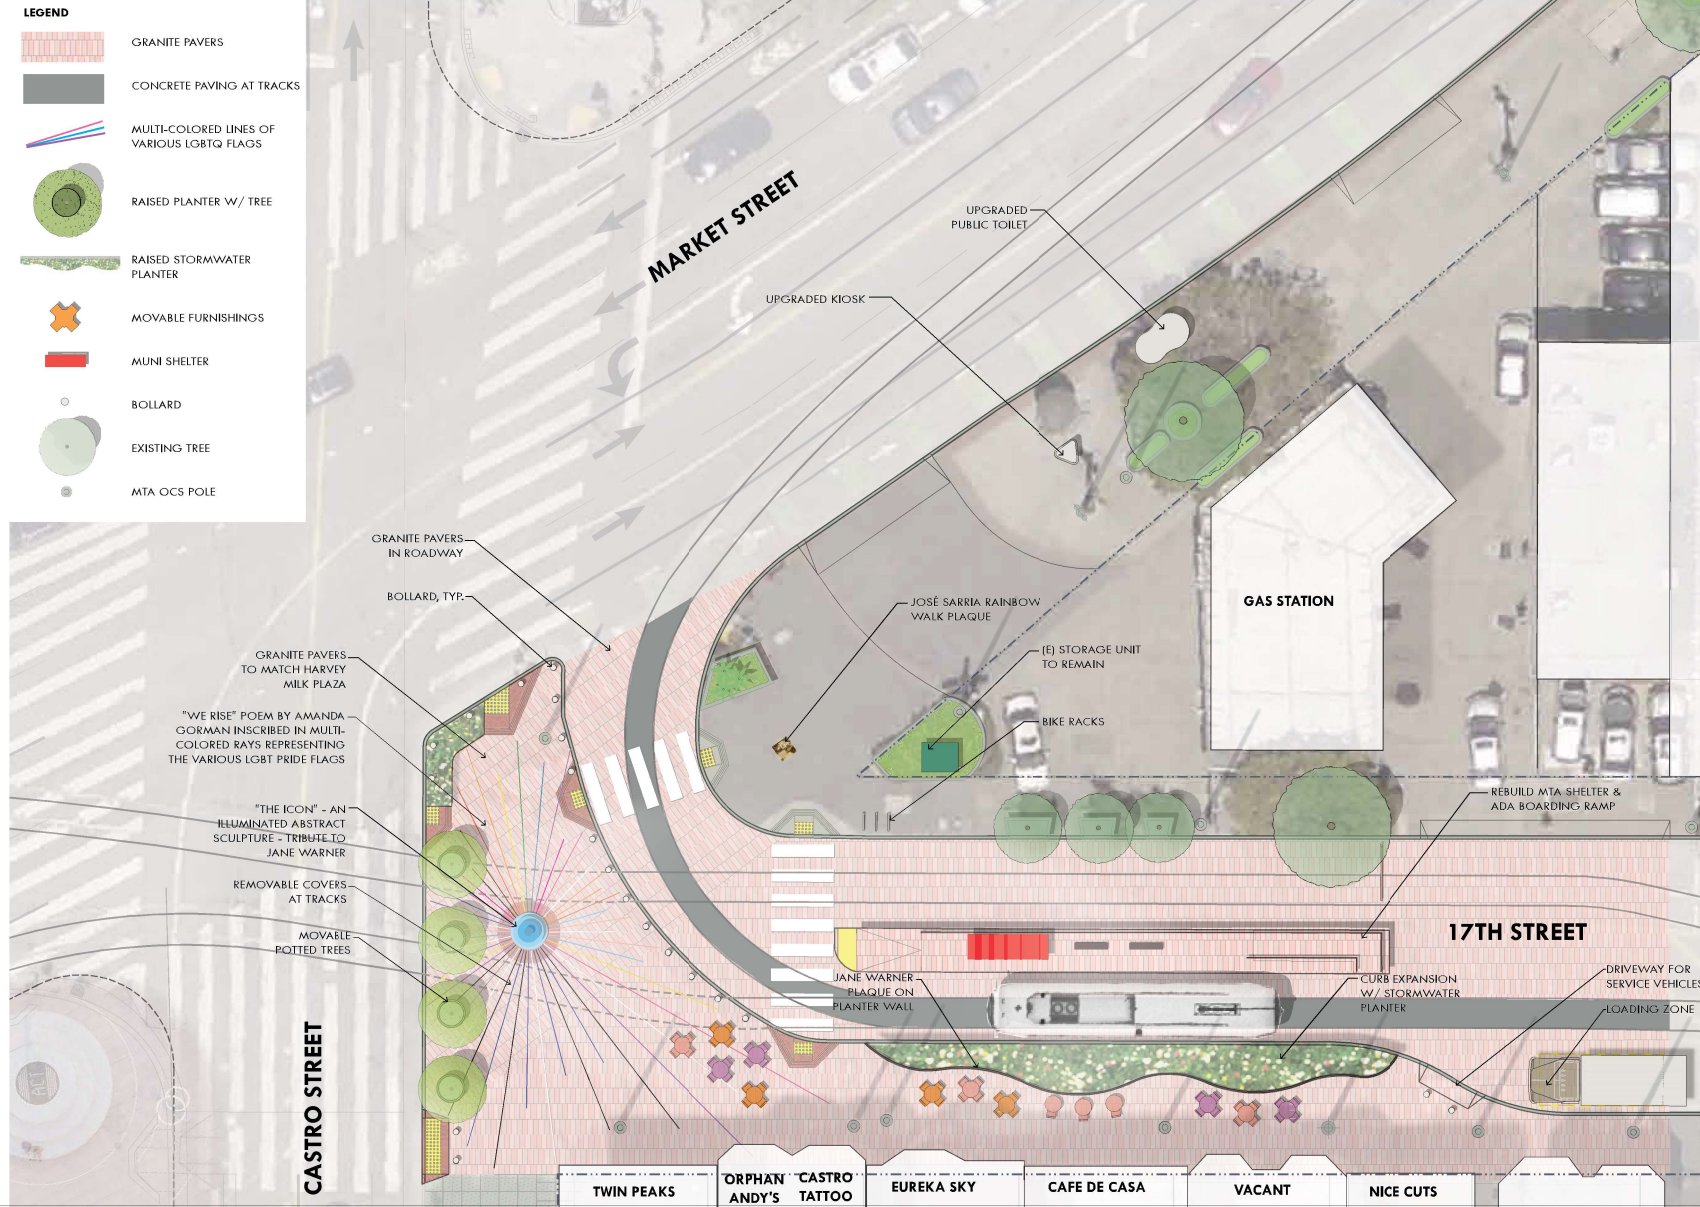 LEGEND
GRANITE PAVERS
CONCRETE PAVING AT TRACKS
MULTI-COLORED LINES OF
VARIOUS LGBTQ FLAGS
RAISED PLANTER W/ TREE
RAISED STORMWATER
PLANTER
MOVABLE FURNISHINGS
MUNI SHELTER
BOLLARD
EXISTING TREE
MTA OCS POLE
MARKET STREET
UPGRADED
PUBLIC TOILET
UPGRADED KIOSK
GRANITE PAVERS
IN ROADWAY
BOLLARD, TYP.
GRANITE PAVERS
TO MATCH HARVEY
MILK PLAZA
"WE RISE" POEM BY AMANDA
GORMAN INSCRIBED IN MULTI-
COLORED RAYS REPRESENTING
THE VARIOUS LGBT PRIDE FLAGS
"THE ICON" - AN
ILLUMINATED ABSTRACT
SCULPTURE - TRIBUTE TO
JANE WARNER
REMOVABLE COVERS
AT TRACKS
MOVABLE
POTTED TREES
JOSÉ SARRIA RAINBOW
WALK PLAQUE
(E) STORAGE UNIT
TO REMAIN
BIKE RACKS
GAS STATION
REBUILD MTA SHELTER &
ADA BOARDING RAMP
17TH STREET
JANE WARNER
PLAQUE ON
PLANTER WALL
CURB EXPANSION
W/ STORMWATER
PLANTER
DRIVEWAY FOR
SERVICE VEHICLES
LOADING ZONE
CASTRO STREET
ACT
TWIN PEAKS
ORPHAN
ANDY'S
CASTRO
TATTOO
EUREKA SKY
CAFE DE CASA
VACANT
NICE CUTS